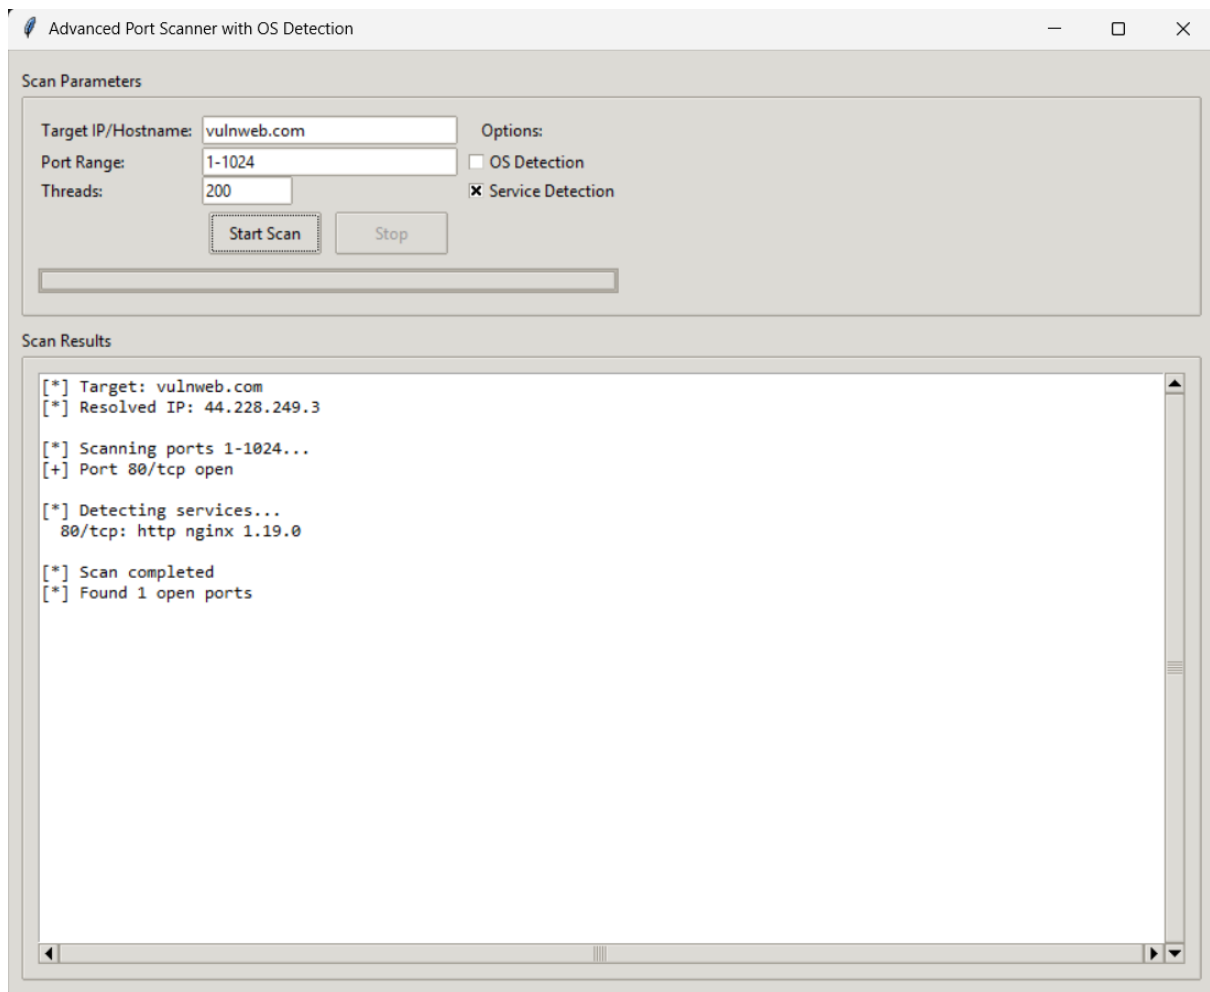 Advanced Port Scanner with OS Detection
Scan Parameters
Target IP/Hostname: vulnweb.com Options:
Port Range: 1-1024 OS Detection
Threads: 200 Service Detection
Start Scan Stop
Scan Results
[*] Target: vulnweb.com
[*] Resolved IP: 44.228.249.3
[*] Scanning ports 1-1024...
[+] Port 80/tcp open
[*] Detecting services...
80/tcp: http nginx 1.19.0
[*] Scan completed
[*] Found 1 open ports